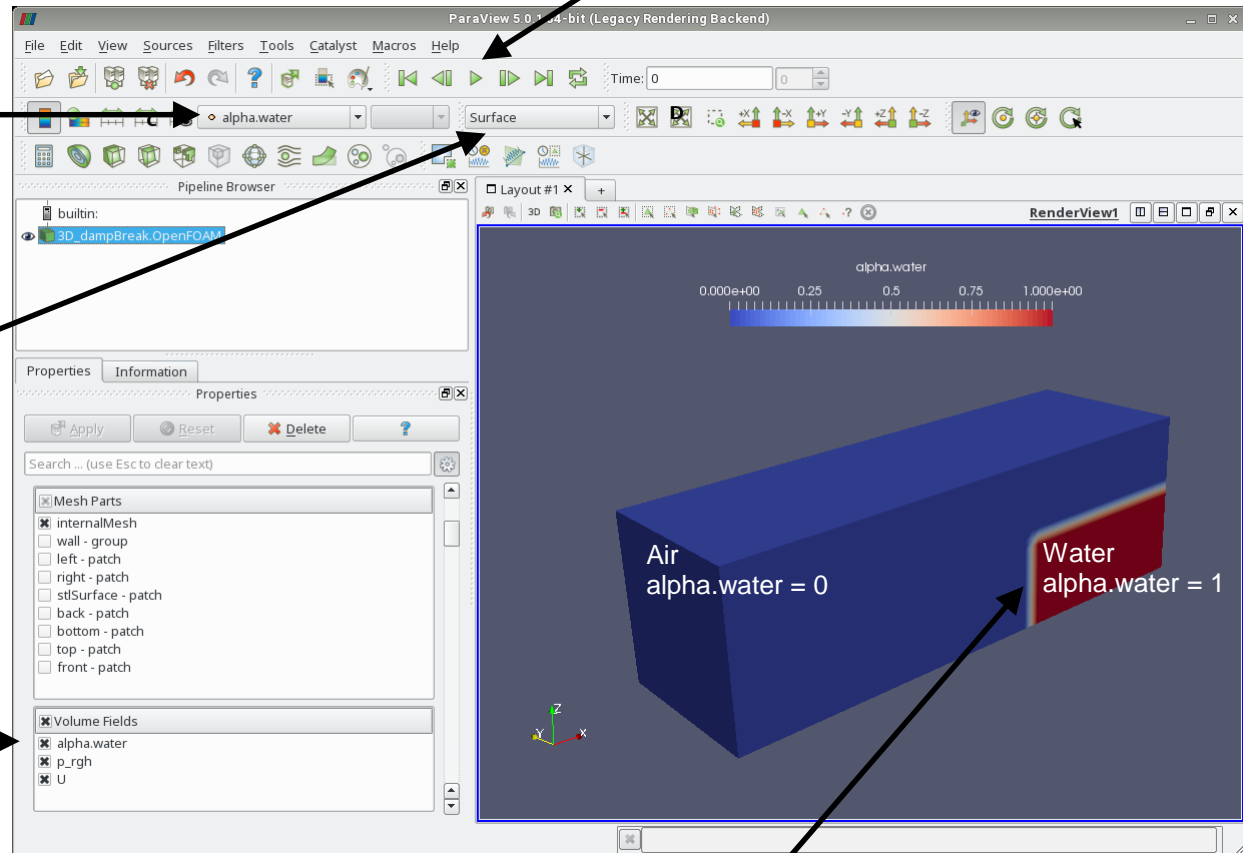 ParaView 5.0.1 64-bit (Legacy Rendering Backend)
File Edit View Sources Filters Tools Catalyst Macros Help
Time: 0 0
alpha.water Surface
Pipeline Browser
Layout #1
builtin:
3D RenderView1
3D_dampBreak.OpenFOAM
alpha.water
0.000e+00 0.25 0.5 0.75 1.000e+00
Properties Information
Properties
Apply Reset Delete ?
Search ... (use Esc to clear text)
Mesh Parts
internalMesh
wall - group
left - patch
right - patch
stlSurface - patch
back - patch
bottom - patch
top - patch
front - patch
Volume Fields
alpha.water
p_rgh
U
Air
alpha.water = 0
Water
alpha.water = 1
Z
Y X